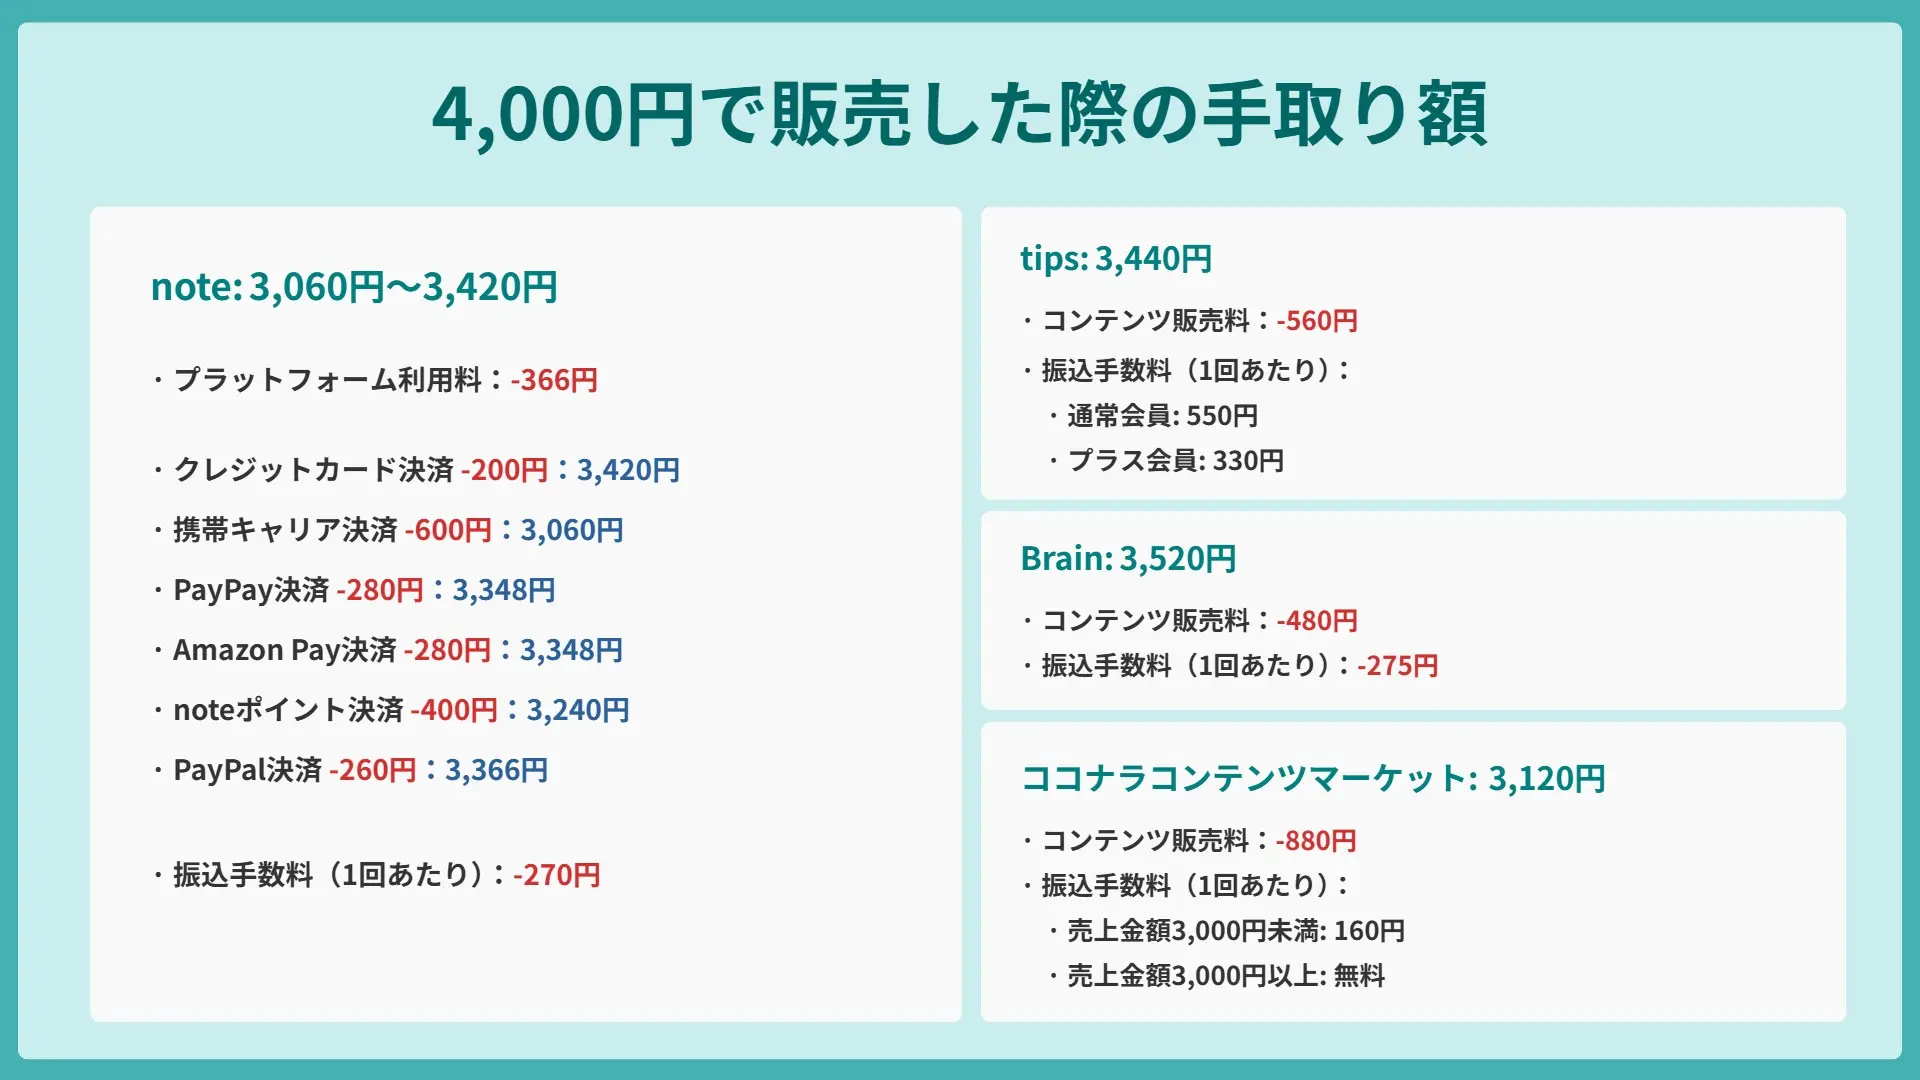 4,000円で販売した際の手取り額
note: 3,060円〜3,420円
・プラットフォーム利用料：-366円
・クレジットカード決済 -200円：3,420円
・携帯キャリア決済 -600円：3,060円
・PayPay決済 -280円：3,348円
・Amazon Pay決済 -280円：3,348円
・noteポイント決済 -400円：3,240円
・PayPal決済 -260円：3,366円
・振込手数料（1回あたり）：-270円
tips: 3,440円
・コンテンツ販売料：-560円
・振込手数料（1回あたり）：
・通常会員: 550円
・プラス会員: 330円
Brain: 3,520円
・コンテンツ販売料：-480円
・振込手数料（1回あたり）：-275円
ココナラコンテンツマーケット: 3,120円
・コンテンツ販売料：-880円
・振込手数料（1回あたり）：
・売上金額3,000円未満: 160円
・売上金額3,000円以上: 無料